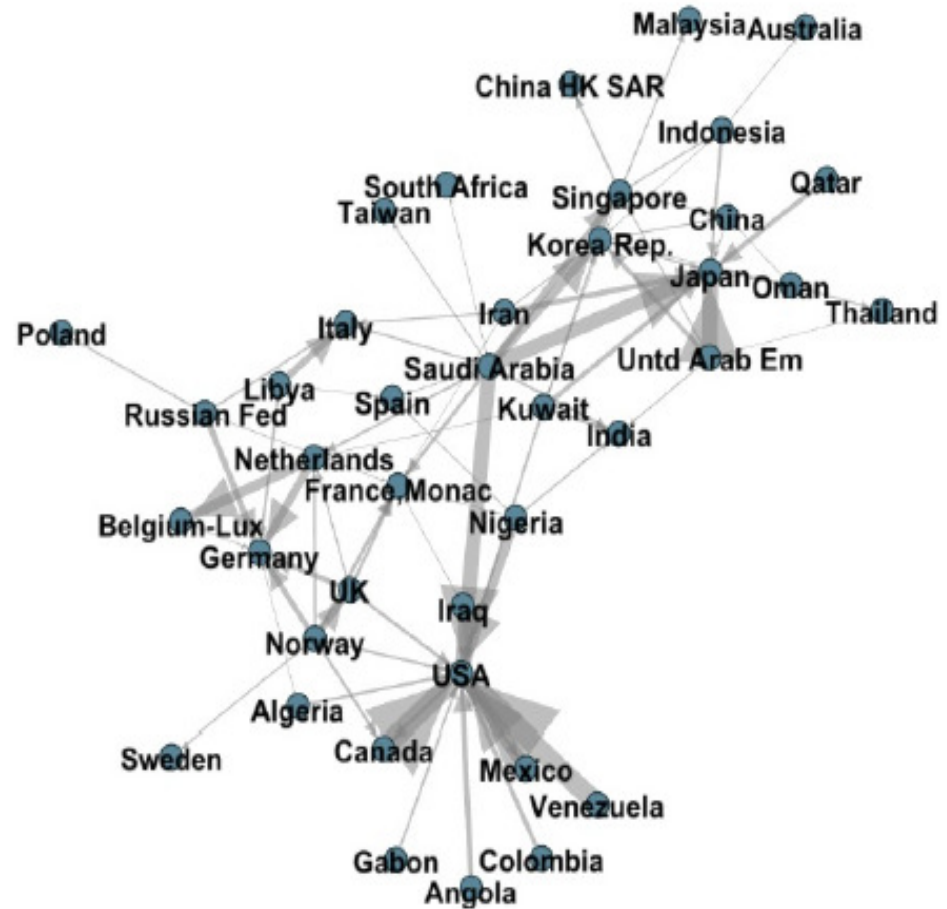 Malaysia
Australia
China HK SAR
Indonesia
South Africa
Singapore
Qatar
Taiwan
China
Korea Rep.
Japan
Oman
Iran
Thailand
Poland
Italy
Saudi Arabia
Untd Arab Em
Libya
Spain
Kuwait
Russian Fed
India
Netherlands
France,Monac
Nigeria
Belgium-Lux
Germany
UK
Iraq
Norway
USA
Algeria
Canada
Sweden
Mexico
Venezuela
Gabon
Colombia
Angola